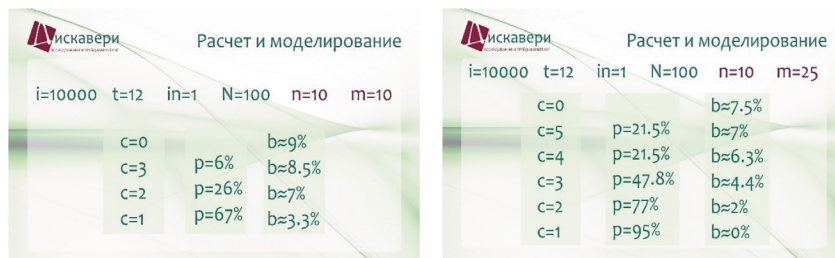 Дискавери
Расчет и моделирование
i=10000 t=12 in=1 N=100 n=10 m=10
c=0 b≈9%
c=3 p=6% b≈8.5%
c=2 p=26% b≈7%
c=1 p=67% b≈3.3%
Дискавери
Расчет и моделирование
i=10000 t=12 in=1 N=100 n=10 m=25
c=0 b≈7.5%
c=5 p=21.5% b≈7%
c=4 p=21.5% b≈6.3%
c=3 p=47.8% b≈4.4%
c=2 p=77% b≈2%
c=1 p=95% b≈0%